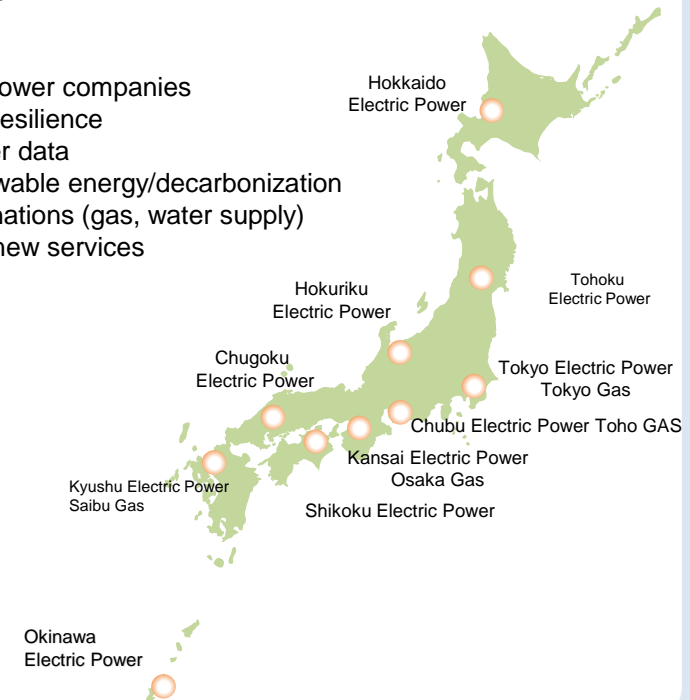 ower companies
esilience
r data
wable energy/decarbonization
nations (gas, water supply)
new services
Hokkaido
Electric Power
Tohoku
Electric Power
Hokuriku
Electric Power
Chugoku
Electric Power
Tokyo Electric Power
Tokyo Gas
Chubu Electric Power Toho GAS
Kansai Electric Power
Osaka Gas
Kyushu Electric Power
Saibu Gas
Shikoku Electric Power
Okinawa
Electric Power